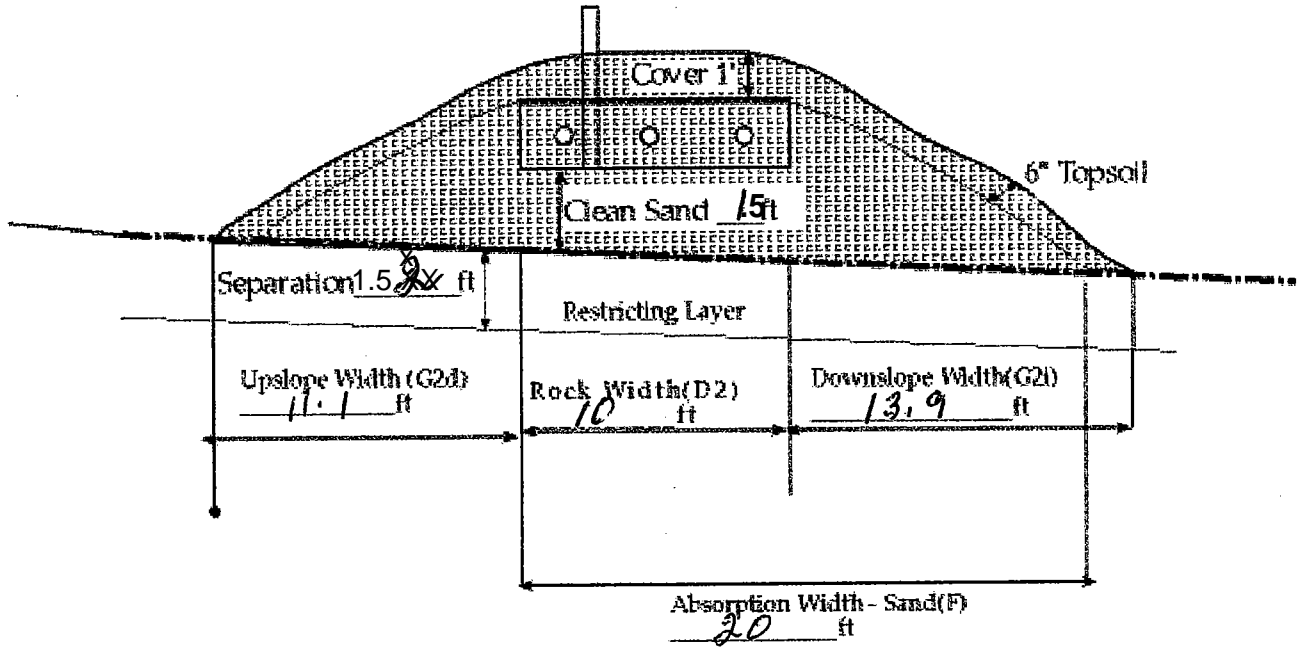 Cover 1'
6" Topsoil
Clean Sand 1.5 ft
Separation 1.5 ft
Restricting Layer
Upslope Width (G2d)
11.1 ft
Rock Width(D2)
10 ft
Downslope Width(G2i)
13.9 ft
Absorption Width - Sand(F)
20 ft